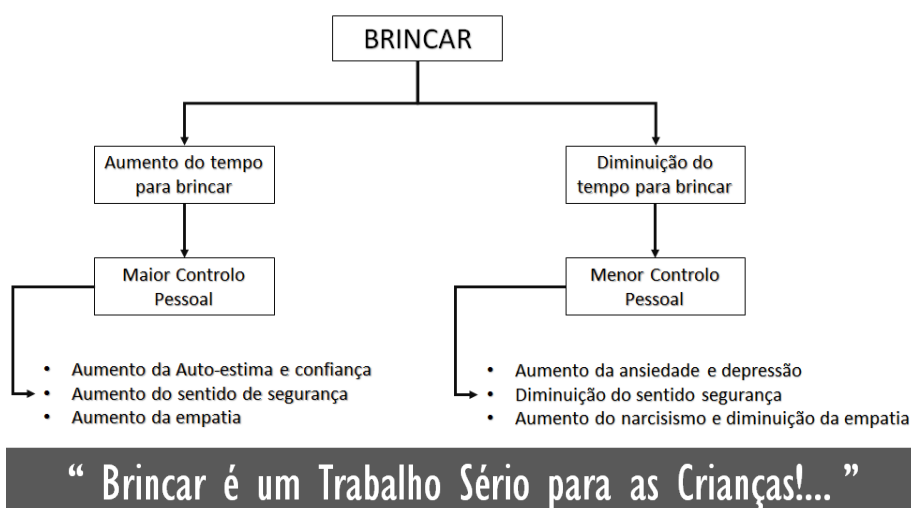 BRINCAR
Aumento do tempo
para brincar
Diminuição do
tempo para brincar
Maior Controlo
Pessoal
Menor Controlo
Pessoal
• Aumento da Auto-estima e confiança
• Aumento do sentido de segurança
• Aumento da empatia
• Aumento da ansiedade e depressão
• Diminuição do sentido segurança
• Aumento do narcisismo e diminuição da empatia
“ Brincar é um Trabalho Sério para as Crianças!... ”